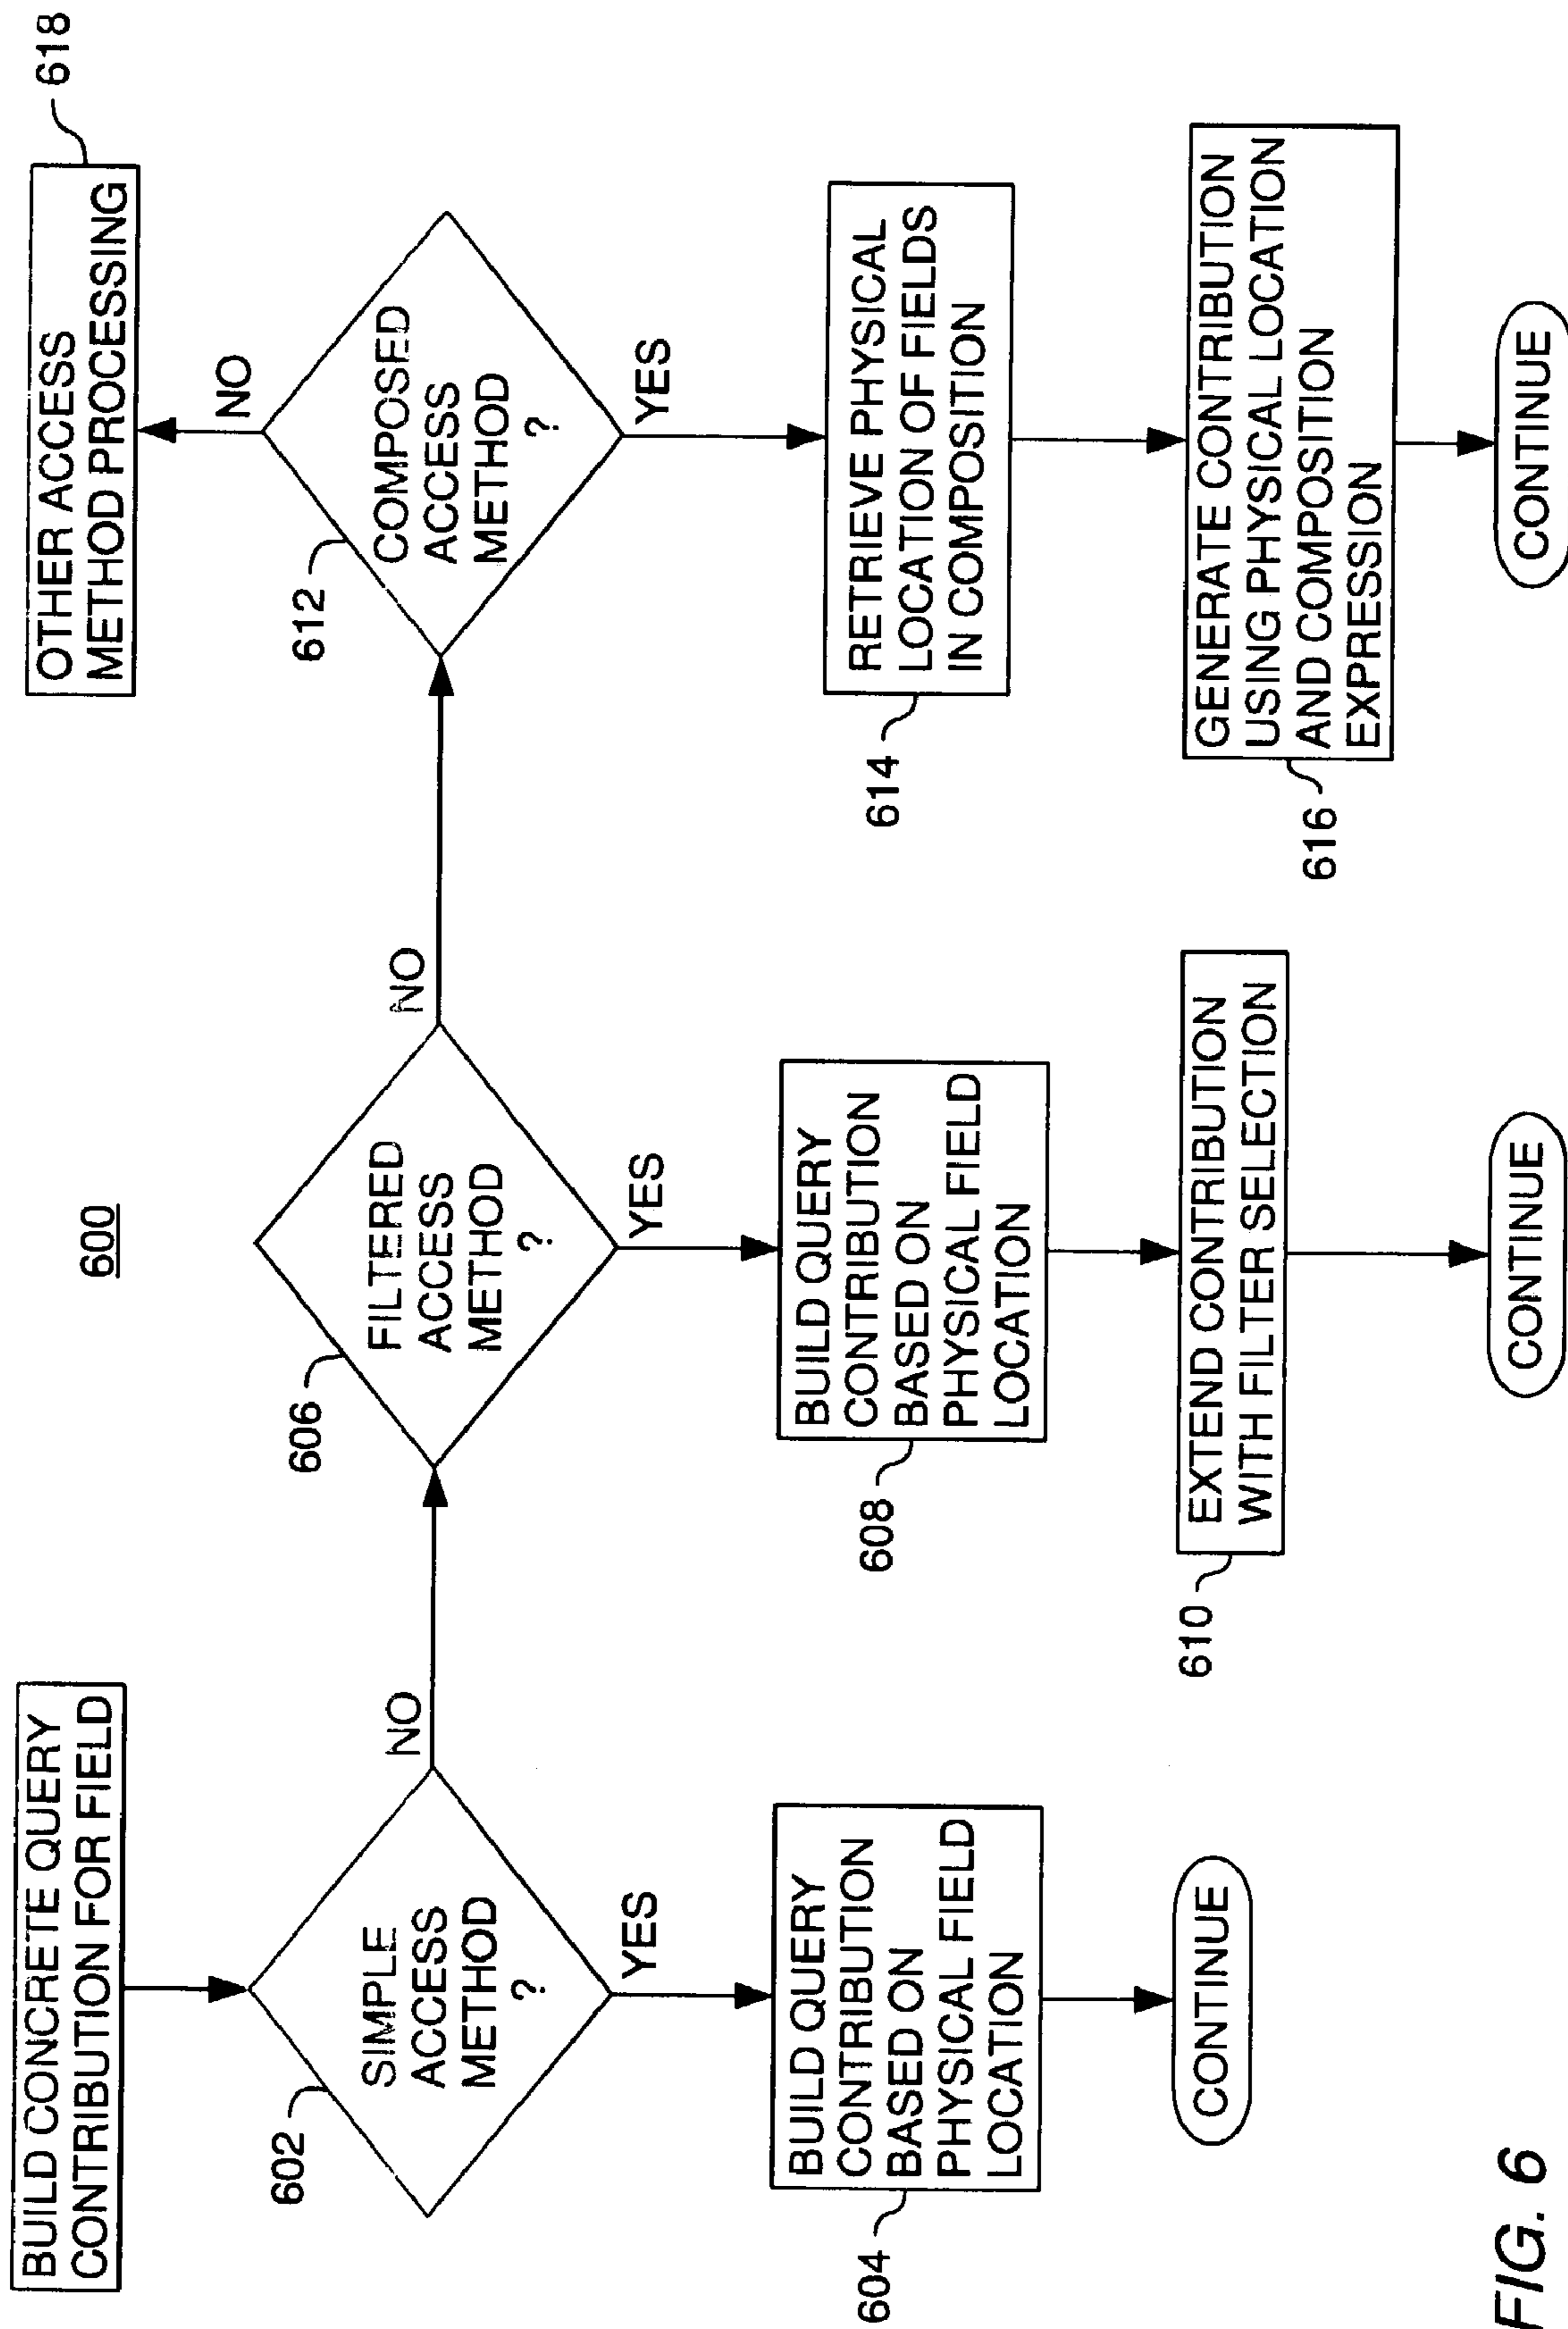 600
BUILD CONCRETE QUERY
CONTRIBUTION FOR FIELD
602
SIMPLE
ACCESS
METHOD
?
NO
YES
604
BUILD QUERY
CONTRIBUTION
BASED ON
PHYSICAL FIELD
LOCATION
CONTINUE
606
FILTERED
ACCESS
METHOD
?
NO
YES
608
BUILD QUERY
CONTRIBUTION
BASED ON
PHYSICAL FIELD
LOCATION
610
EXTEND CONTRIBUTION
WITH FILTER SELECTION
CONTINUE
612
COMPOSED
ACCESS
METHOD
?
NO
618
OTHER ACCESS
METHOD PROCESSING
YES
614
RETRIEVE PHYSICAL
LOCATION OF FIELDS
IN COMPOSITION
616
GENERATE CONTRIBUTION
USING PHYSICAL LOCATION
AND COMPOSITION
EXPRESSION
CONTINUE
FIG. 6